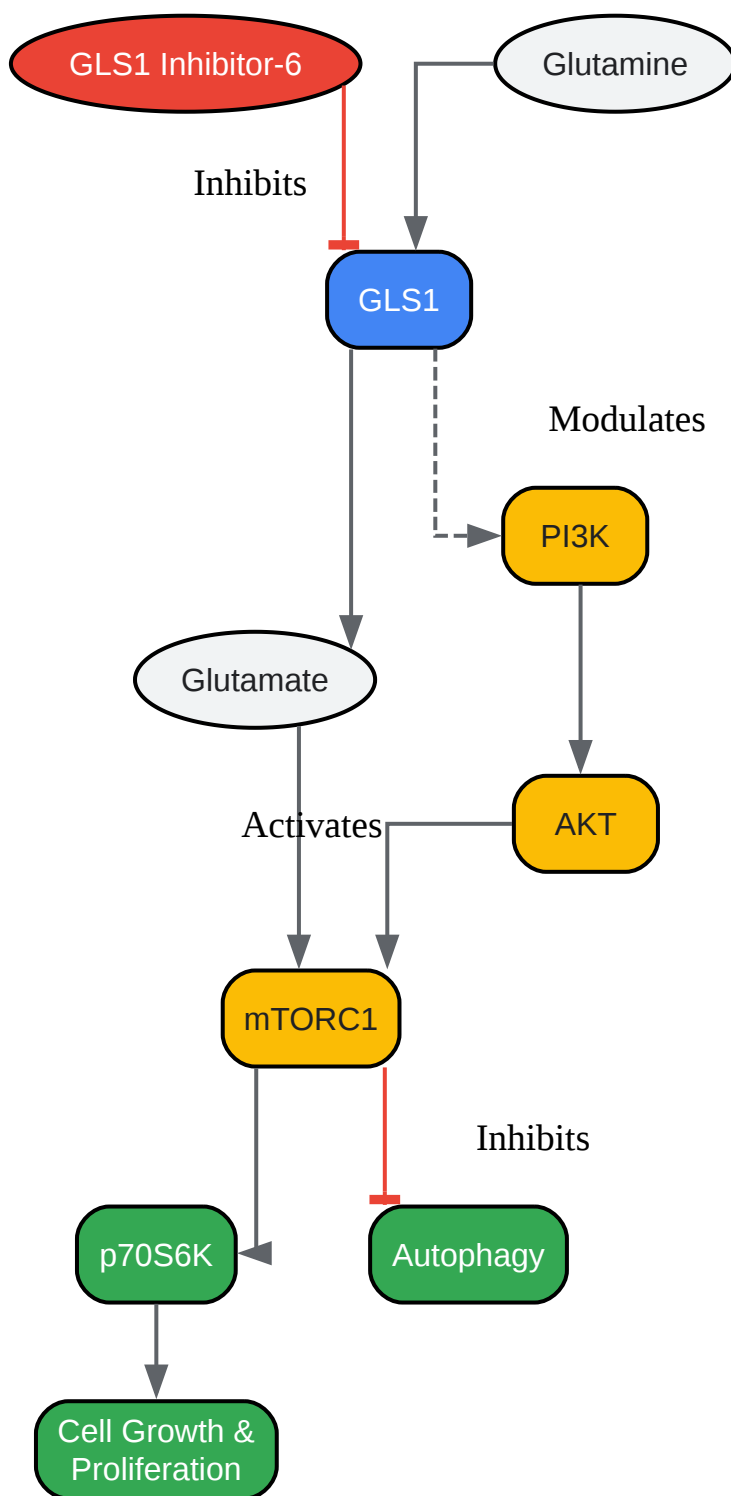 GLS1 Inhibitor-6
Glutamine
Inhibits
GLS1
Modulates
PI3K
Glutamate
Activates
AKT
mTORC1
Inhibits
p70S6K
Autophagy
Cell Growth &
Proliferation